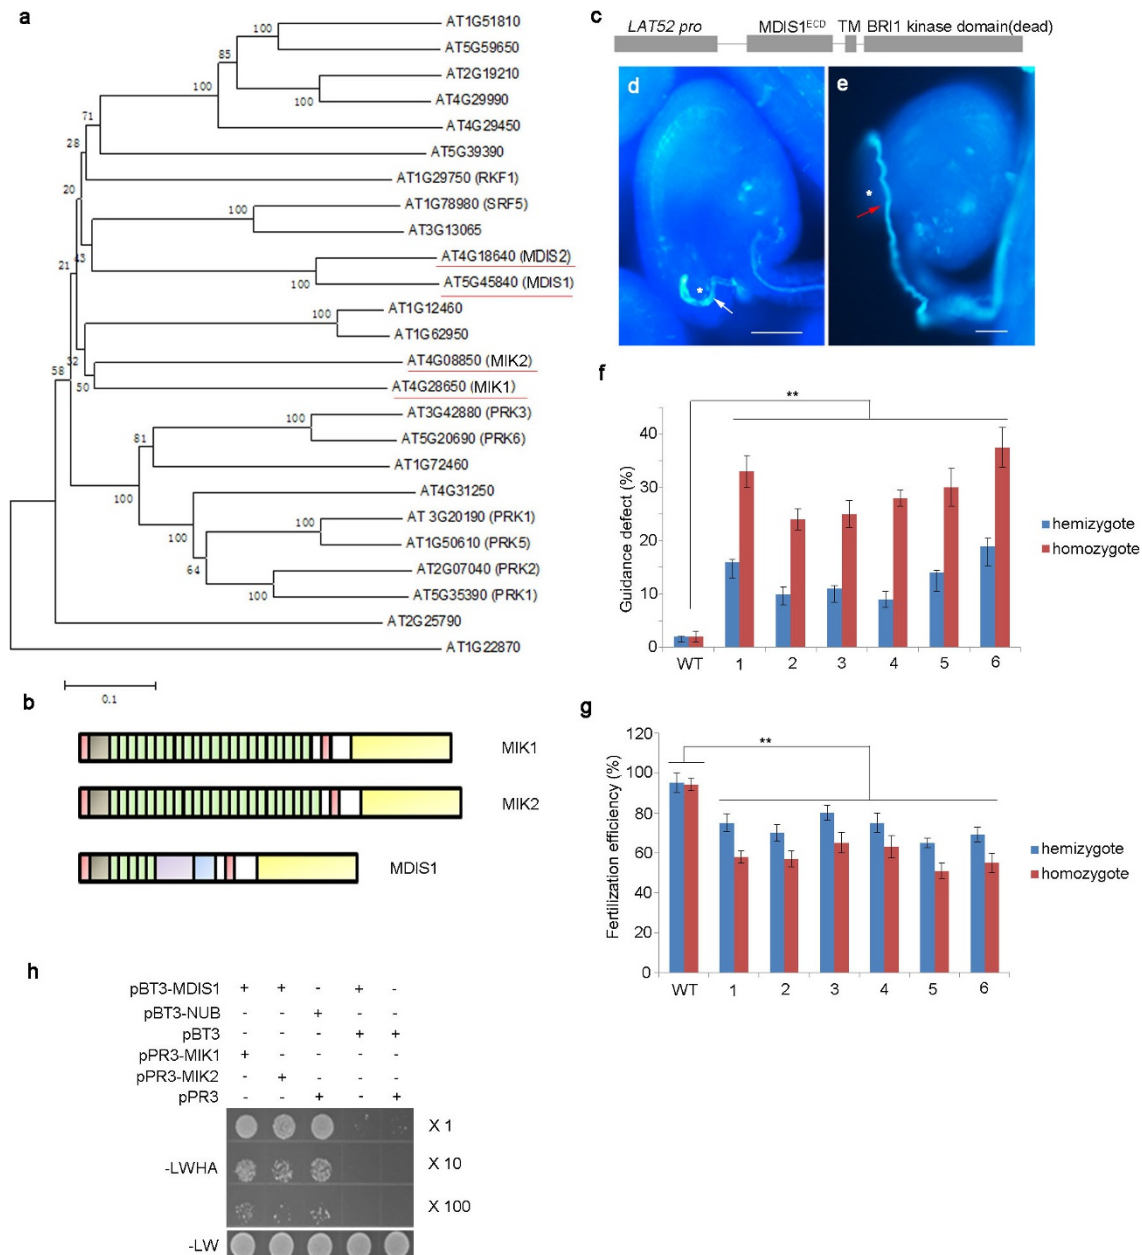 a
AT1G51810
AT5G59650
AT2G19210
AT4G29990
AT4G29450
AT5G39390
AT1G29750 (RKF1)
AT1G78980 (SRF5)
AT3G13065
AT4G18640 (MDIS2)
AT5G45840 (MDIS1)
AT1G12460
AT1G62950
AT4G08850 (MIK2)
AT4G28650 (MIK1)
AT3G42880 (PRK3)
AT5G20690 (PRK6)
AT1G72460
AT4G31250
AT 3G20190 (PRK1)
AT1G50610 (PRK5)
AT2G07040 (PRK2)
AT5G35390 (PRK1)
AT2G25790
AT1G22870
100
85
100
100
71
28
20
100
21
43
100
100
32
58
50
100
81
100
100
100
64
100
0.1
b
MIK1
MIK2
MDIS1
c
LAT52 pro
MDIS1ECD
TM
BRI1 kinase domain(dead)
d
*
e
*
f
**
Guidance defect (%)
40
30
20
10
0
WT 1 2 3 4 5 6
hemizygote
homozygote
g
**
Fertilization efficiency (%)
120
100
80
60
40
20
0
WT 1 2 3 4 5 6
hemizygote
homozygote
h
pBT3-MDIS1 + + - + -
pBT3-NUB - - + - -
pBT3 - - - + +
pPR3-MIK1 + - - - -
pPR3-MIK2 - + - - -
pPR3 - - + - +
-LWHA
X 1
X 10
X 100
-LW